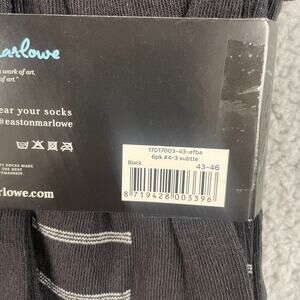 marlowe
work of art
of art".
ear your socks
#eastonmarlowe
17017003-43-efba
6pk #4-3 subtle
Black
43-46
8 719428 003396
lowe.com